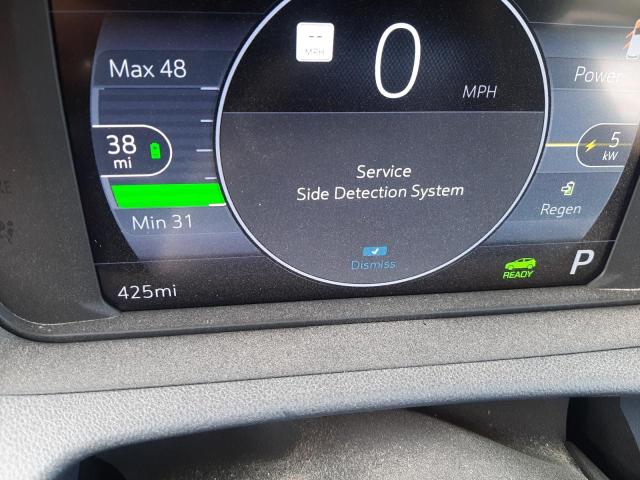 --
MPH
0
MPH
Max 48
Power
38
mi
5
kW
Service
Side Detection System
Regen
Min 31
Dismiss
READY
P
425mi